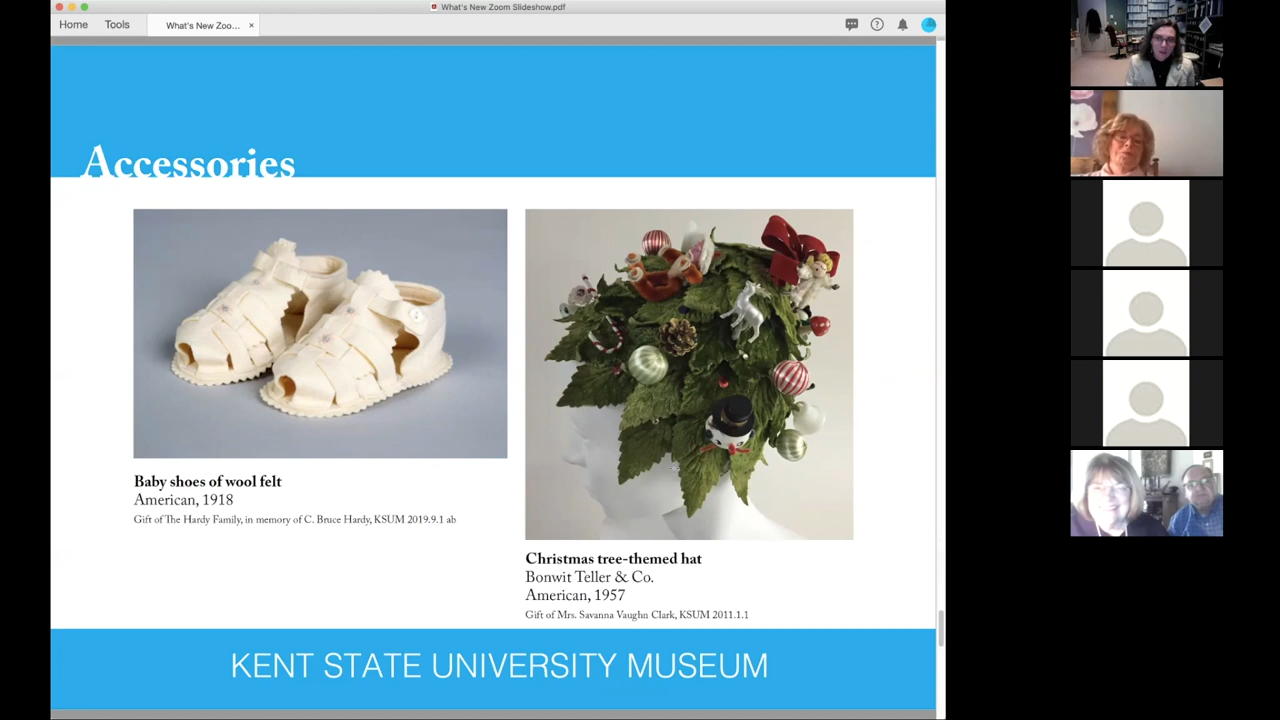 What's New Zoom Slideshow.pdf
Home Tools What's New Zoo... ×
Accessories
Baby shoes of wool felt
American, 1918
Gift of The Hardy Family, in memory of C. Bruce Hardy, KSUM 2019.9.1 ab
Christmas tree-themed hat
Bonwit Teller & Co.
American, 1957
Gift of Mrs. Savanna Vaughn Clark, KSUM 2011.1.1
KENT STATE UNIVERSITY MUSEUM